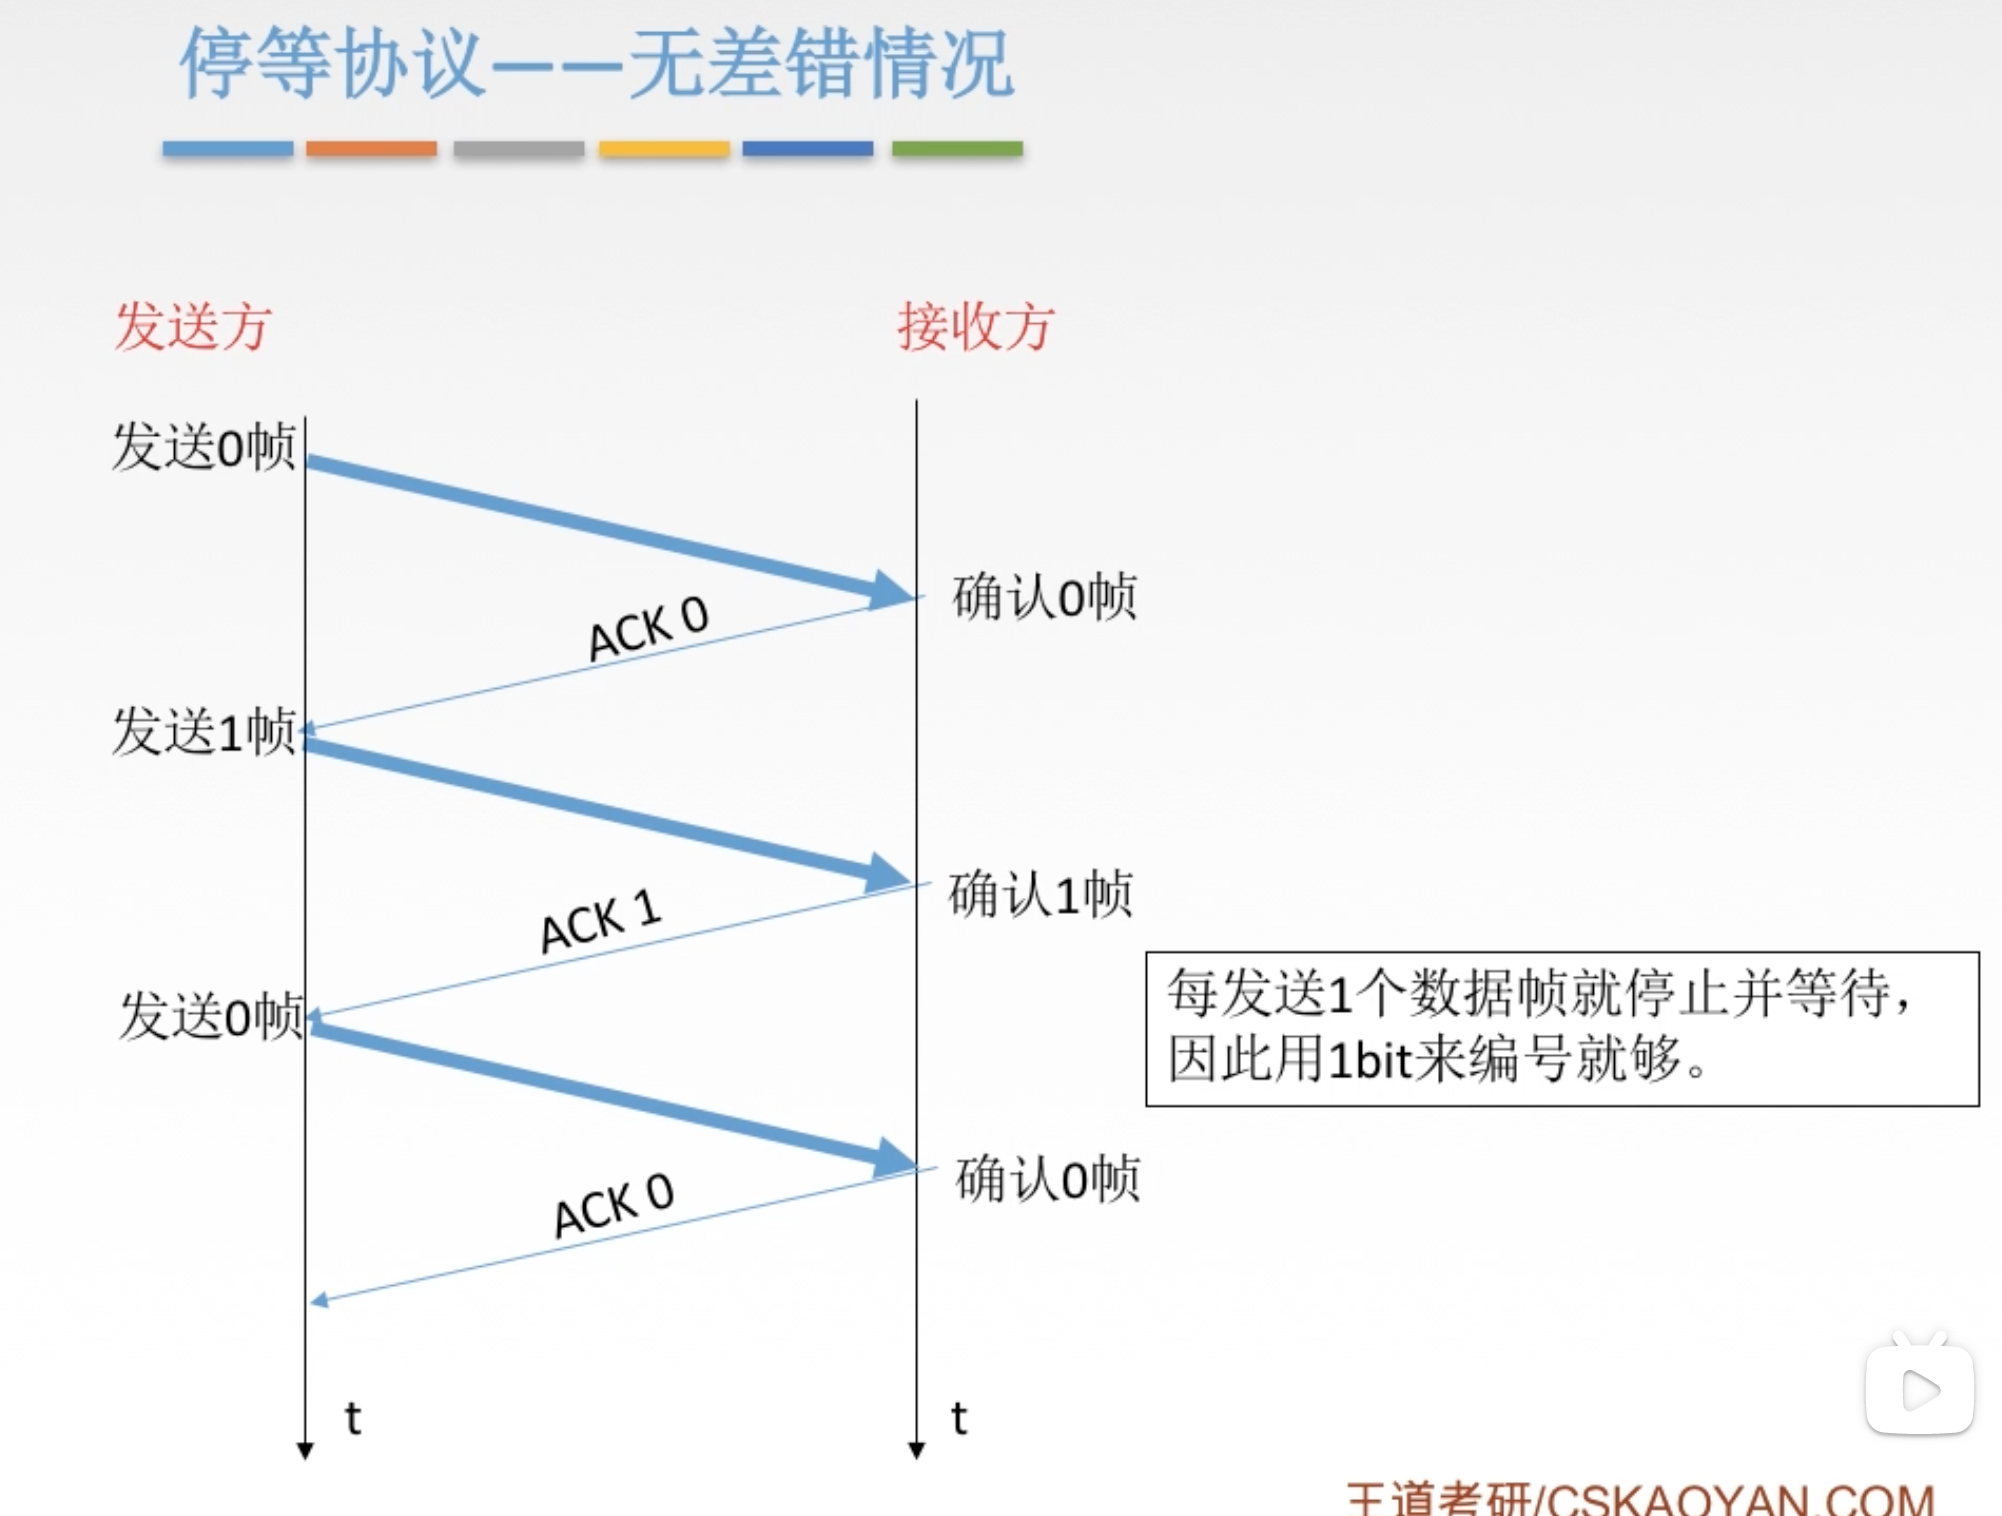 停等协议——无差错情况
发送方
接收方
发送0帧
ACK 0
确认0帧
发送1帧
ACK 1
确认1帧
每发送1个数据帧就停止并等待，
因此用1bit来编号就够。
发送0帧
ACK 0
确认0帧
t
t
王道考研/CSKAOYAN.COM